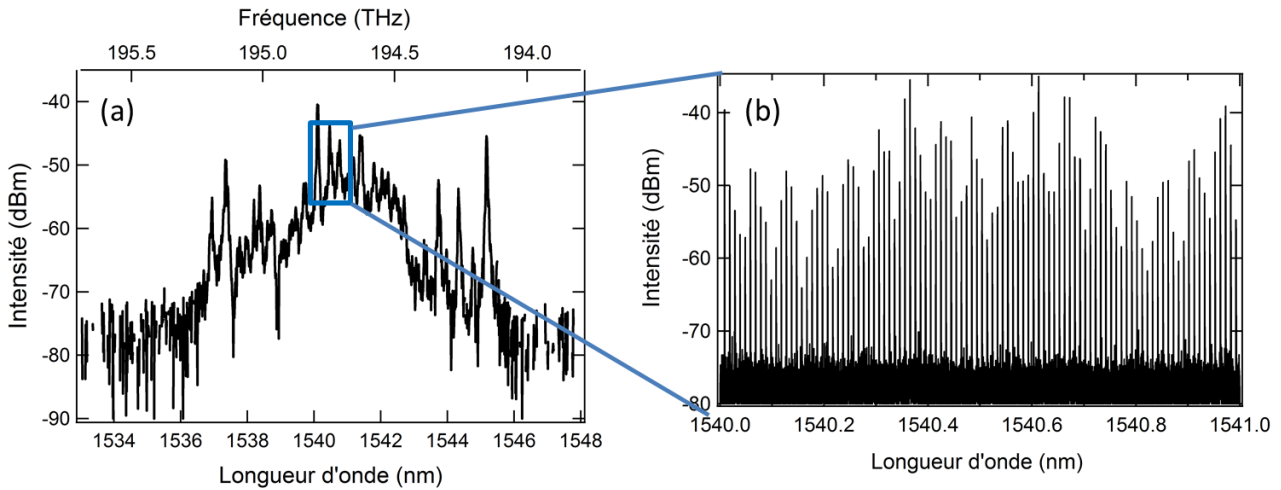 Fréquence (THz)
195.5 195.0 194.5 194.0
(a)
Intensité (dBm)
-40
-50
-60
-70
-80
-90
1534 1536 1538 1540 1542 1544 1546 1548
Longueur d'onde (nm)
(b)
Intensité (dBm)
-40
-50
-60
-70
-80
1540.0 1540.2 1540.4 1540.6 1540.8 1541.0
Longueur d'onde (nm)